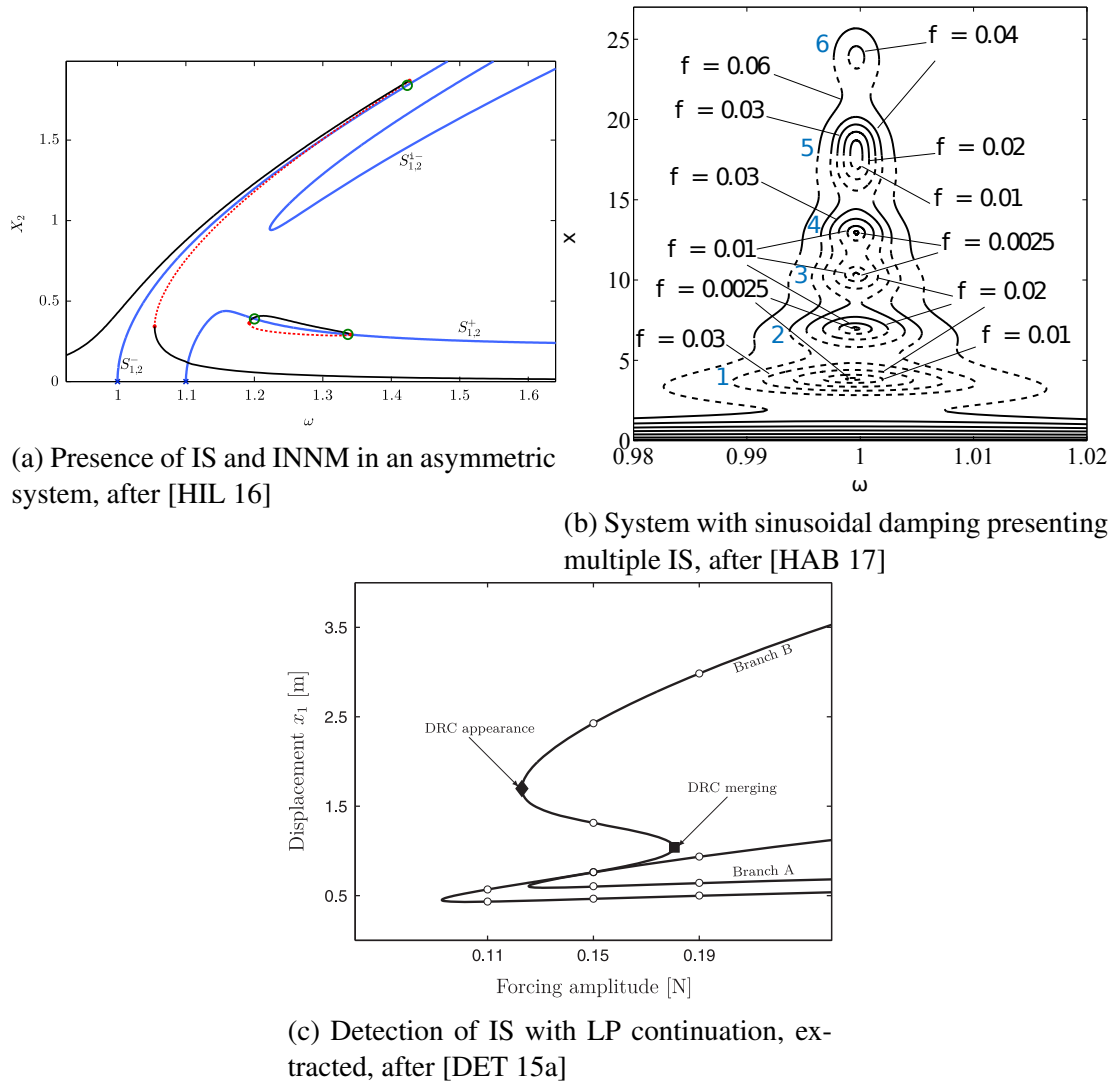 X₂
1.5
1
0.5
0
S⁴⁻₁,₂
S⁺₁,₂
S⁻₁,₂
1
1.1
1.2
1.3
1.4
1.5
1.6
ω
(a) Presence of IS and INNM in an asymmetric
system, after [HIL 16]
x
25
20
15
10
5
0
6
5
4
3
2
1
f = 0.04
f = 0.06
f = 0.03
f = 0.02
f = 0.03
f = 0.01
f = 0.01
f = 0.0025
f = 0.0025
f = 0.02
f = 0.03
f = 0.01
0.98
0.99
1
1.01
1.02
ω
(b) System with sinusoidal damping presenting
multiple IS, after [HAB 17]
Displacement x₁ [m]
3.5
2.5
1.5
0.5
Branch B
DRC appearance
DRC merging
Branch A
0.11
0.15
0.19
Forcing amplitude [N]
(c) Detection of IS with LP continuation, ex-
tracted, after [DET 15a]